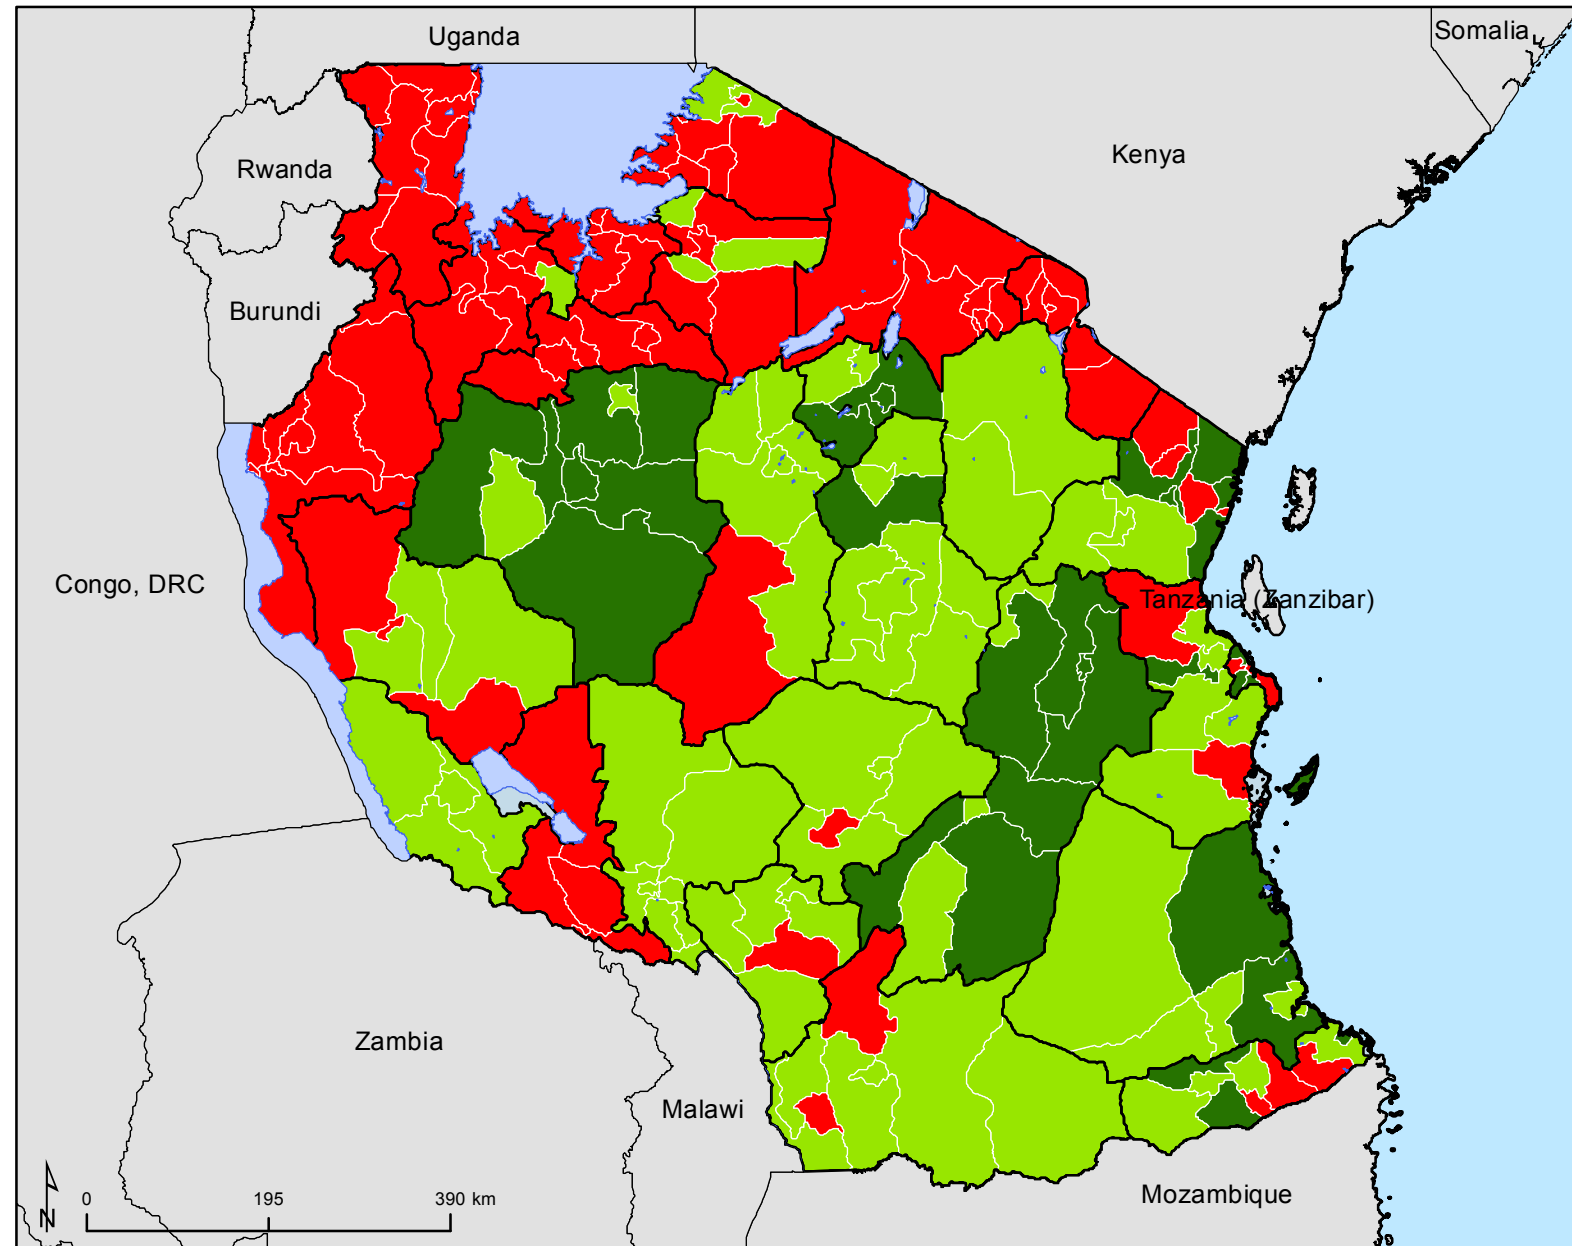 Uganda
Somalia
Kenya
Rwanda
Burundi
Congo, DRC
Tanzania (Zanzibar)
Zambia
Malawi
Mozambique
N
0 195 390 km